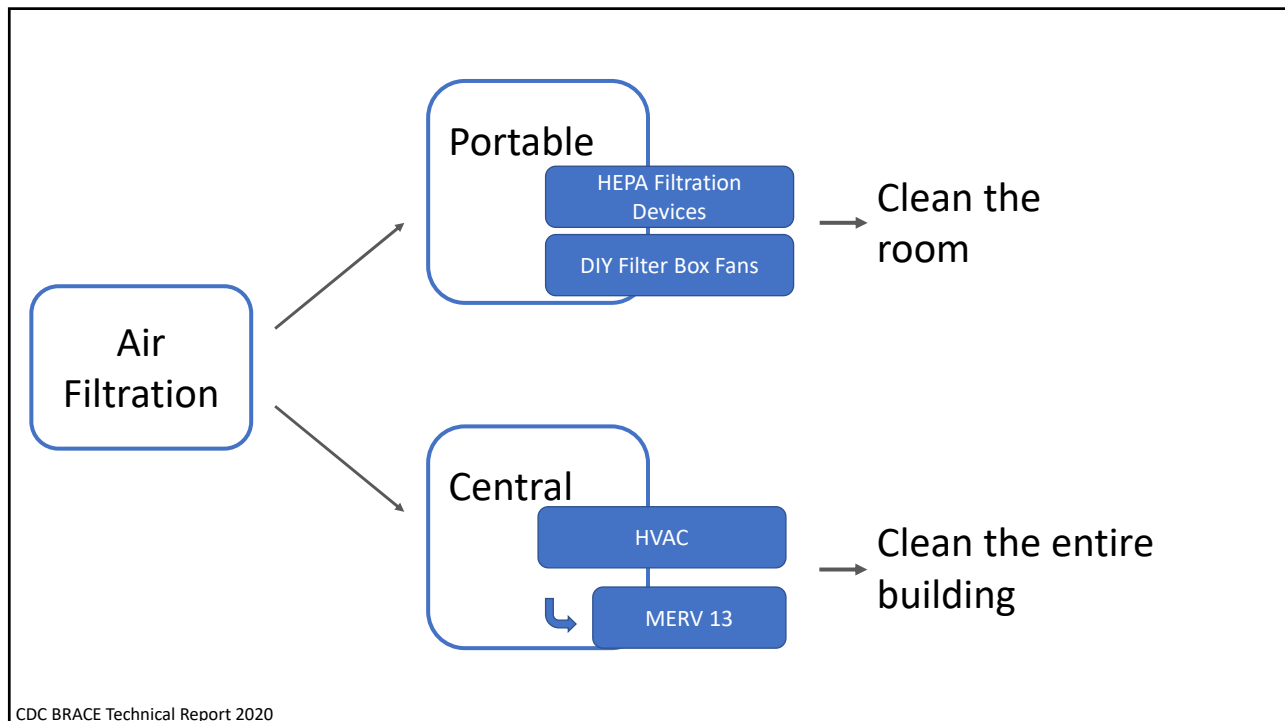 Portable
HEPA Filtration
Devices
DIY Filter Box Fans
Clean the
room
Air
Filtration
Central
HVAC
MERV 13
Clean the entire
building
CDC BRACE Technical Report 2020